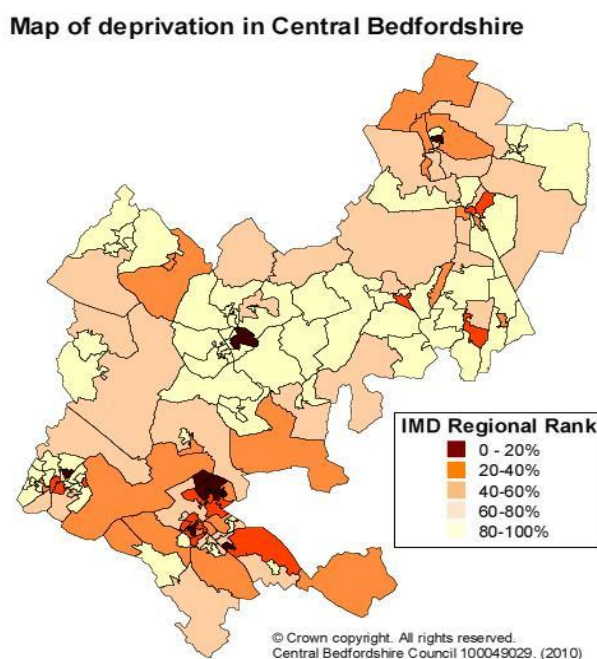 Map of deprivation in Central Bedfordshire
IMD Regional Rank
0 - 20%
20-40%
40-60%
60-80%
80-100%
© Crown copyright. All rights reserved.
Central Bedfordshire Council 100049029. (2010)